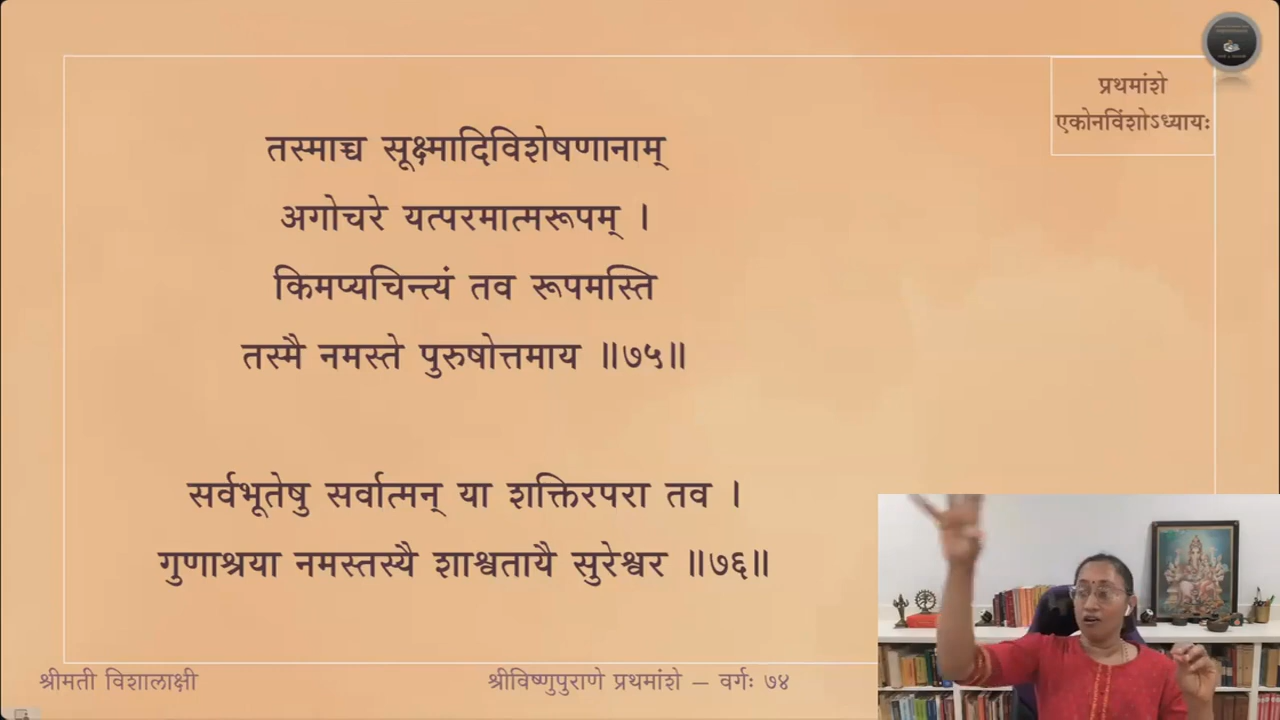 प्रथमांशे
एकोनविंशोऽध्यायः
तस्माच्च सूक्ष्मादिविशेषणानाम्
अगोचरे यत्परमात्मरूपम् ।
किमप्यचिन्त्यं तव रूपमस्ति
तस्मै नमस्ते पुरुषोत्तमाय ॥७५॥
सर्वभूतेषु सर्वात्मन् या शक्तिरपरा तव ।
गुणाश्रया नमस्तस्यै शाश्वतायै सुरेश्वर ॥७६॥
श्रीमती विशालाक्षी
श्रीविष्णुपुराणे प्रथमांशे – वर्गः ७४